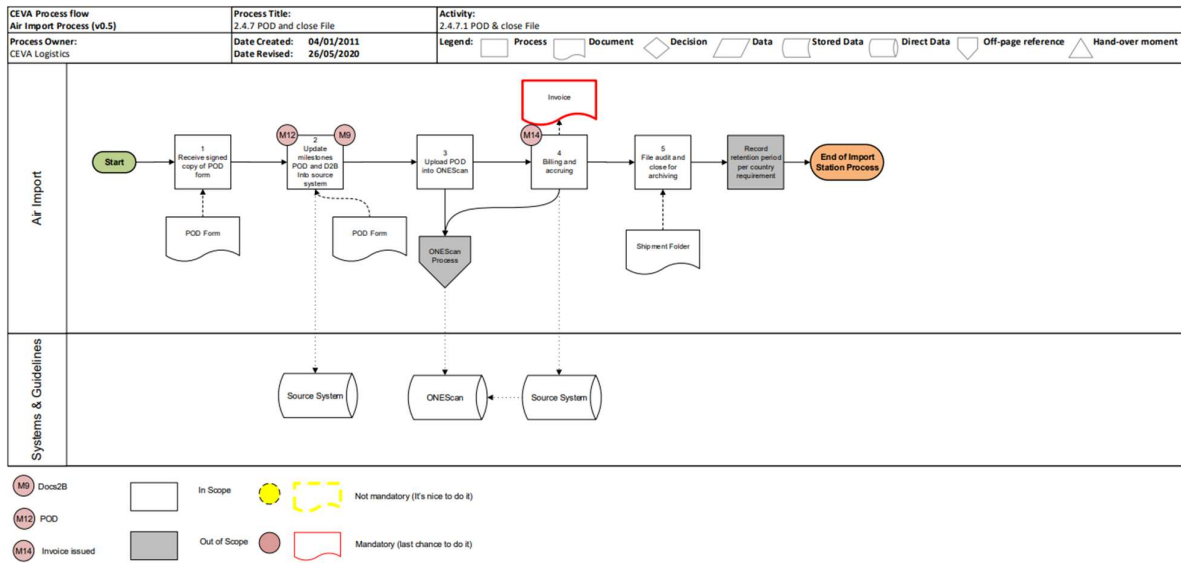 CEVA Process flow
Air Import Process (v0.5)
Process Title:
2.4.7 POD and close File
Activity:
2.4.7.1 POD & close File
Process Owner:
CEVA Logistics
Date Created: 04/01/2011
Date Revised: 26/05/2020
Legend: Process Document Decision Data Stored Data Direct Data Off-page reference Hand-over moment
Air Import
Start
1
Receive signed
copy of POD
form
POD Form
M12
M9
2
Update
milestones
POD and D2B
Into source
system
POD Form
3
Upload POD
into ONEScan
ONEScan
Process
Invoice
M14
4
Billing and
accruing
5
File audit and
close for
archiving
Shipment Folder
Record
retention period
per country
requirement
End of Import
Station Process
Systems & Guidelines
Source System
ONEScan
Source System
M9 Docs2B
M12 POD
M14 Invoice issued
In Scope
Out of Scope
Not mandatory (It's nice to do it)
Mandatory (last chance to do it)